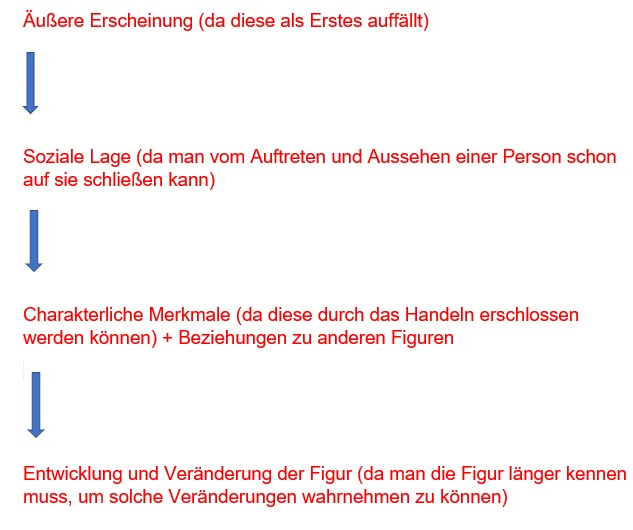 Äußere Erscheinung (da diese als Erstes auffällt)
Soziale Lage (da man vom Auftreten und Aussehen einer Person schon
auf sie schließen kann)
Charakterliche Merkmale (da diese durch das Handeln erschlossen
werden können) + Beziehungen zu anderen Figuren
Entwicklung und Veränderung der Figur (da man die Figur länger kennen
muss, um solche Veränderungen wahrnehmen zu können)